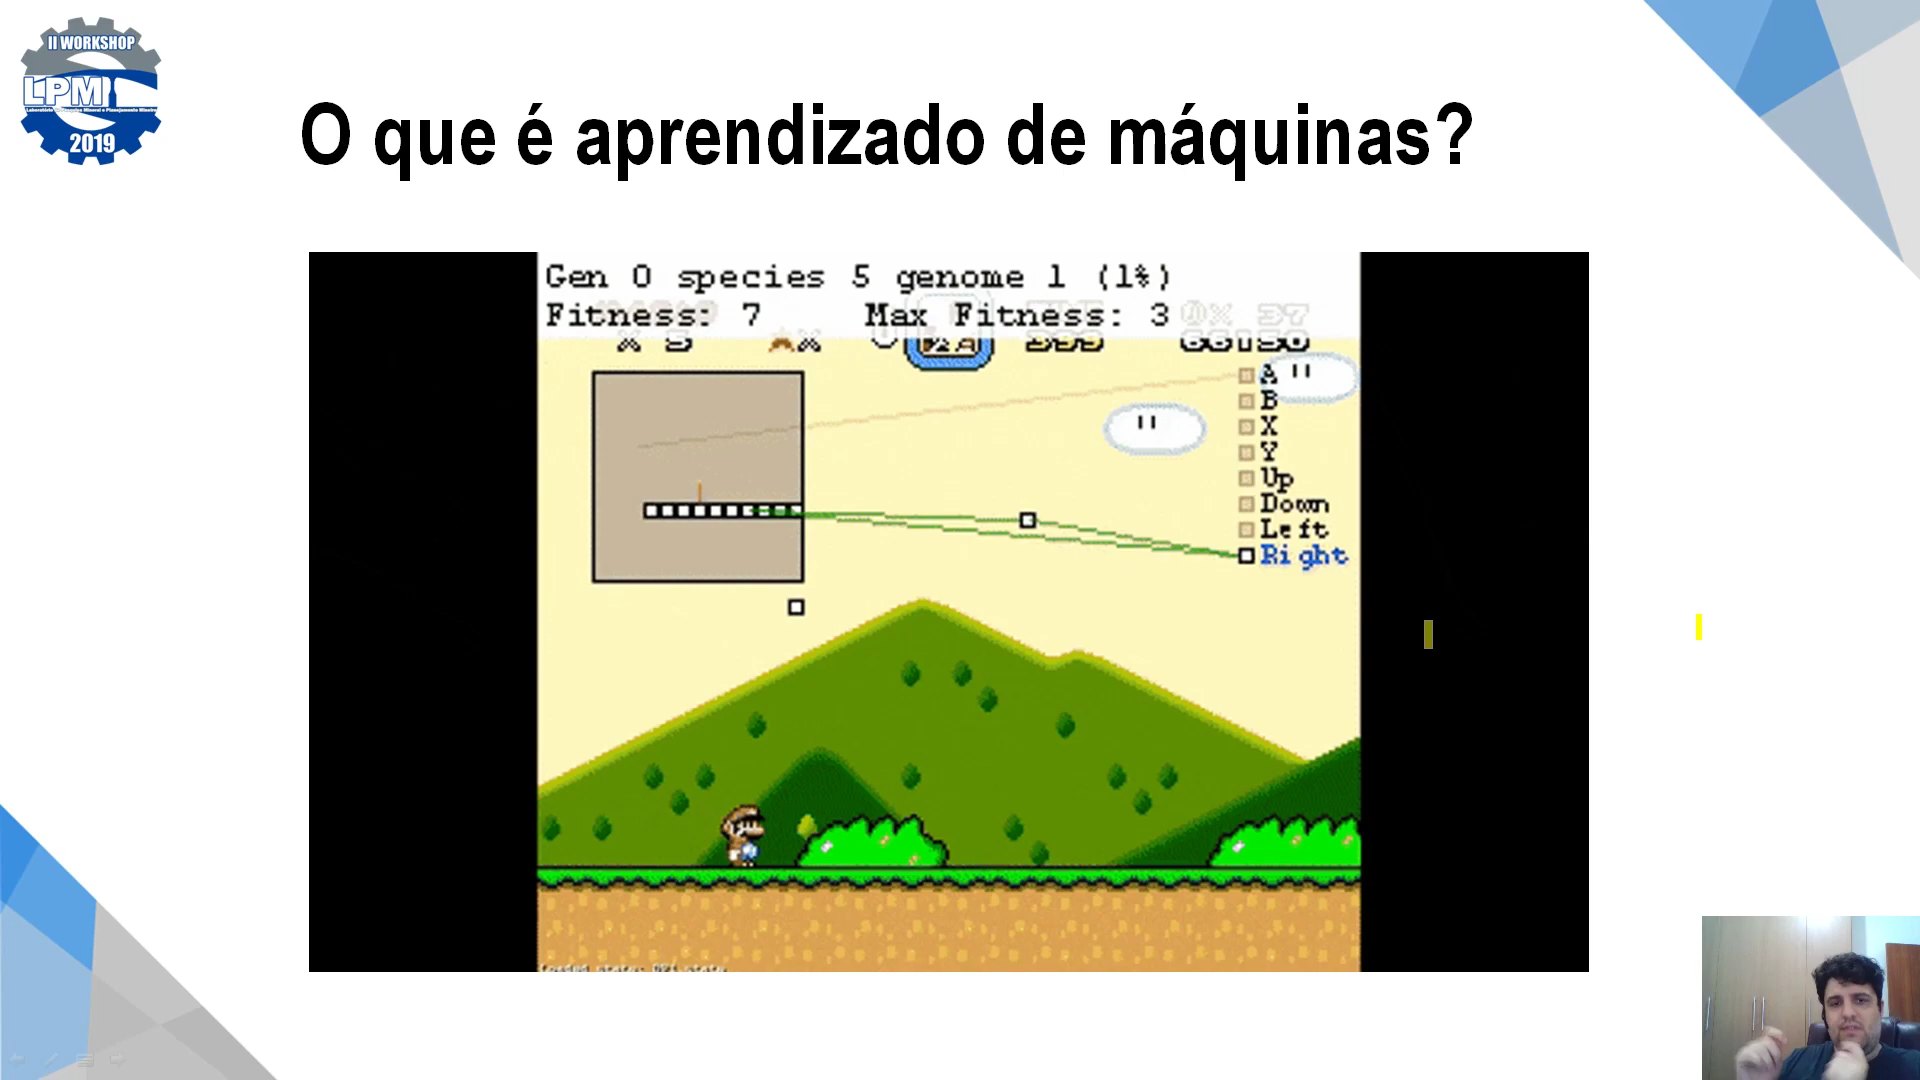 II WORKSHOP
LPM
2019
O que é aprendizado de máquinas?
Gen 0 species 5 genome 1 (1%)
Fitness: 7 Max Fitness: 3
A
B
X
Y
Up
Down
Left
Right